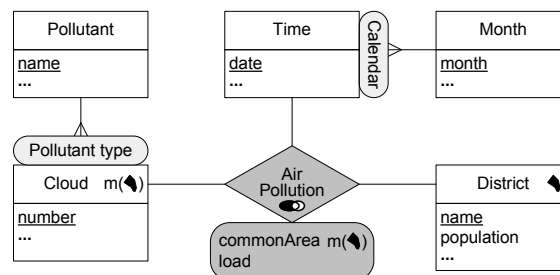 Pollutant
name
...
Time
date
...
Calendar
Month
month
...
Pollutant type
Cloud m( )
number
...
Air
Pollution
commonArea m( )
load
District
name
population
...